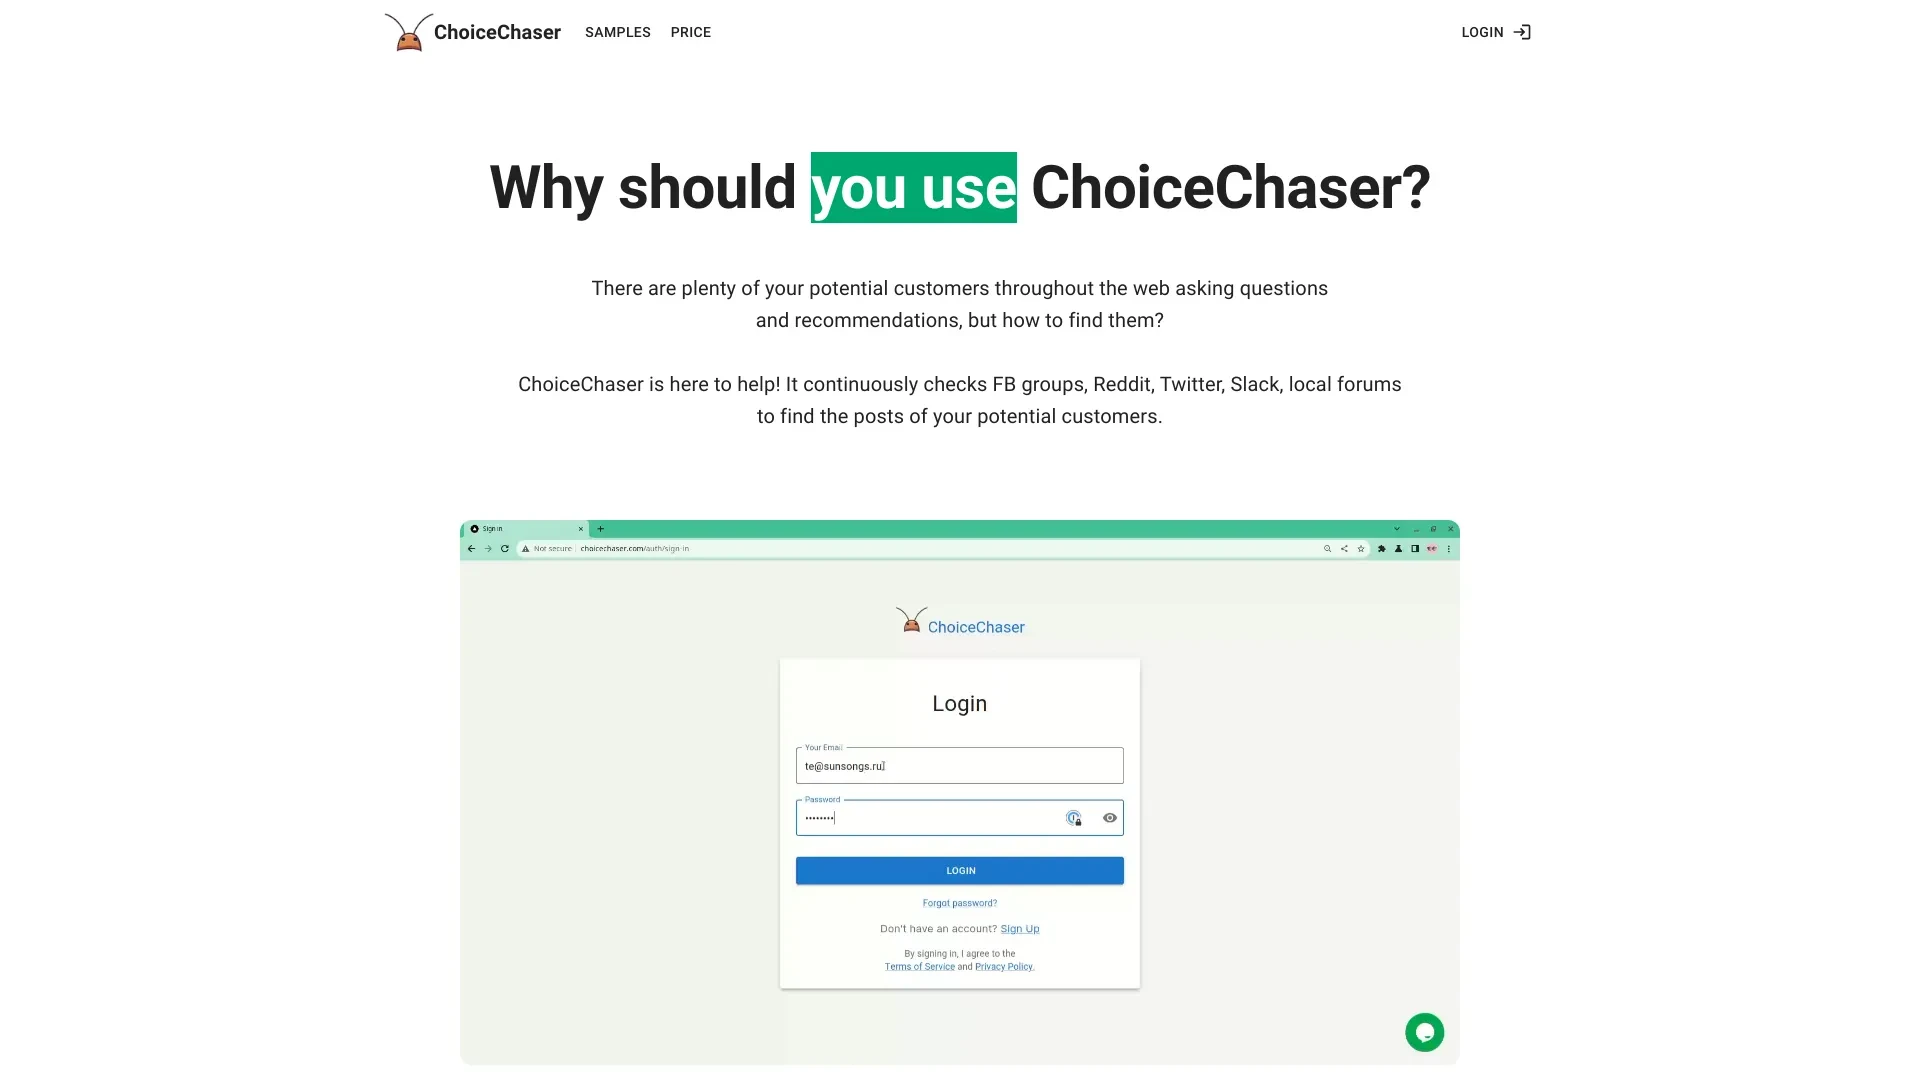 ChoiceChaser SAMPLES PRICE LOGIN
Why should you use ChoiceChaser?
There are plenty of your potential customers throughout the web asking questions
and recommendations, but how to find them?
ChoiceChaser is here to help! It continuously checks FB groups, Reddit, Twitter, Slack, local forums
to find the posts of your potential customers.
Sign in
Not secure choicechaser.com/auth/sign-in
ChoiceChaser
Login
Your Email
te@sunsongs.ru
Password
••••••••
LOGIN
Forgot password?
Don't have an account? Sign Up
By signing in, I agree to the
Terms of Service and Privacy Policy.